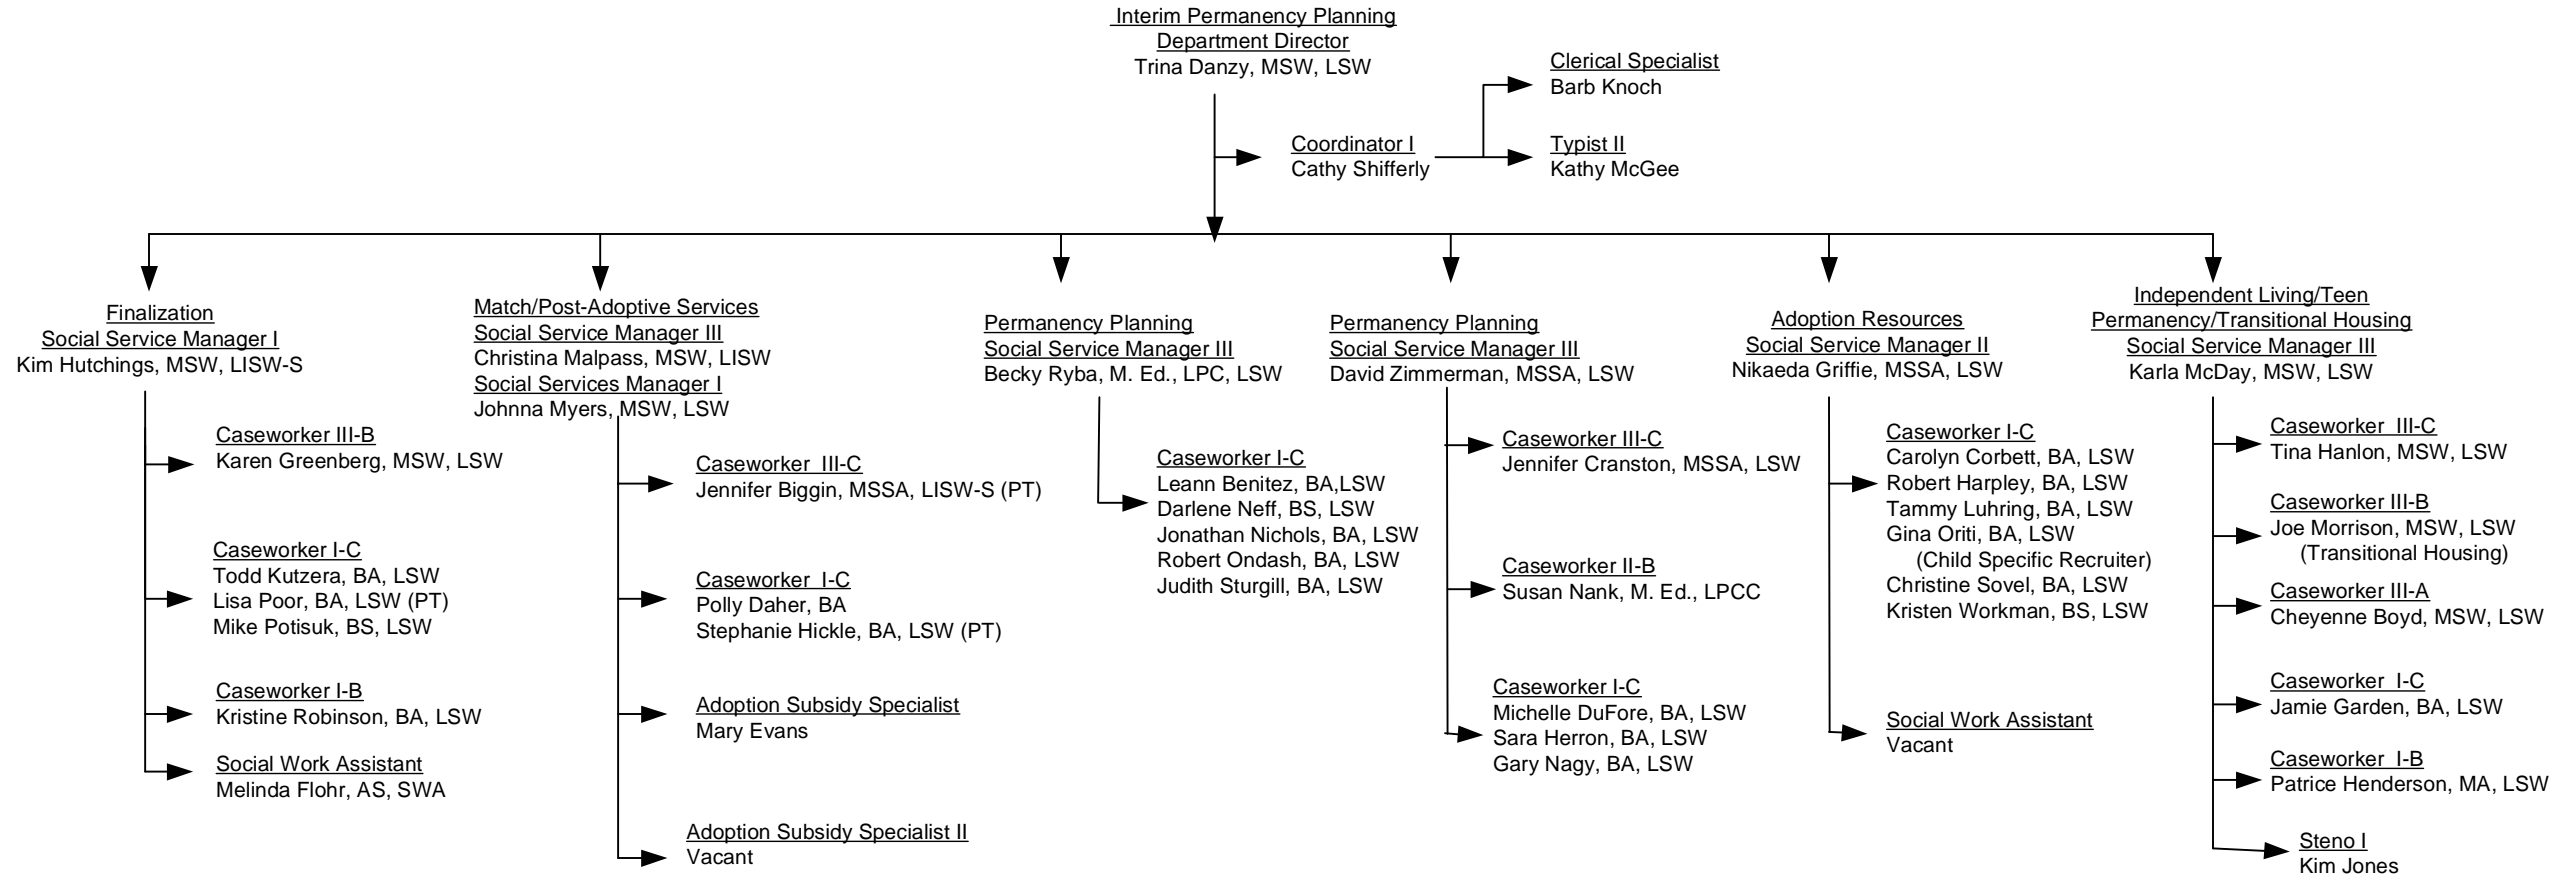 Interim Permanency Planning
Department Director
Trina Danzy, MSW, LSW
Clerical Specialist
Barb Knoch
Coordinator I
Cathy Shifferly
Typist II
Kathy McGee
Finalization
Social Service Manager I
Kim Hutchings, MSW, LISW-S
Caseworker III-B
Karen Greenberg, MSW, LSW
Caseworker I-C
Todd Kutzera, BA, LSW
Lisa Poor, BA, LSW (PT)
Mike Potisuk, BS, LSW
Caseworker I-B
Kristine Robinson, BA, LSW
Social Work Assistant
Melinda Flohr, AS, SWA
Match/Post-Adoptive Services
Social Service Manager III
Christina Malpass, MSW, LISW
Social Services Manager I
Johnna Myers, MSW, LSW
Caseworker III-C
Jennifer Biggin, MSSA, LISW-S (PT)
Caseworker I-C
Polly Daher, BA
Stephanie Hickle, BA, LSW (PT)
Adoption Subsidy Specialist
Mary Evans
Adoption Subsidy Specialist II
Vacant
Permanency Planning
Social Service Manager III
Becky Ryba, M. Ed., LPC, LSW
Caseworker I-C
Leann Benitez, BA,LSW
Darlene Neff, BS, LSW
Jonathan Nichols, BA, LSW
Robert Ondash, BA, LSW
Judith Sturgill, BA, LSW
Permanency Planning
Social Service Manager III
David Zimmerman, MSSA, LSW
Caseworker III-C
Jennifer Cranston, MSSA, LSW
Caseworker II-B
Susan Nank, M. Ed., LPCC
Caseworker I-C
Michelle DuFore, BA, LSW
Sara Herron, BA, LSW
Gary Nagy, BA, LSW
Adoption Resources
Social Service Manager II
Nikaeda Griffie, MSSA, LSW
Caseworker I-C
Carolyn Corbett, BA, LSW
Robert Harpley, BA, LSW
Tammy Luhring, BA, LSW
Gina Oriti, BA, LSW
(Child Specific Recruiter)
Christine Sovel, BA, LSW
Kristen Workman, BS, LSW
Social Work Assistant
Vacant
Independent Living/Teen
Permanency/Transitional Housing
Social Service Manager III
Karla McDay, MSW, LSW
Caseworker III-C
Tina Hanlon, MSW, LSW
Caseworker III-B
Joe Morrison, MSW, LSW
(Transitional Housing)
Caseworker III-A
Cheyenne Boyd, MSW, LSW
Caseworker I-C
Jamie Garden, BA, LSW
Caseworker I-B
Patrice Henderson, MA, LSW
Steno I
Kim Jones